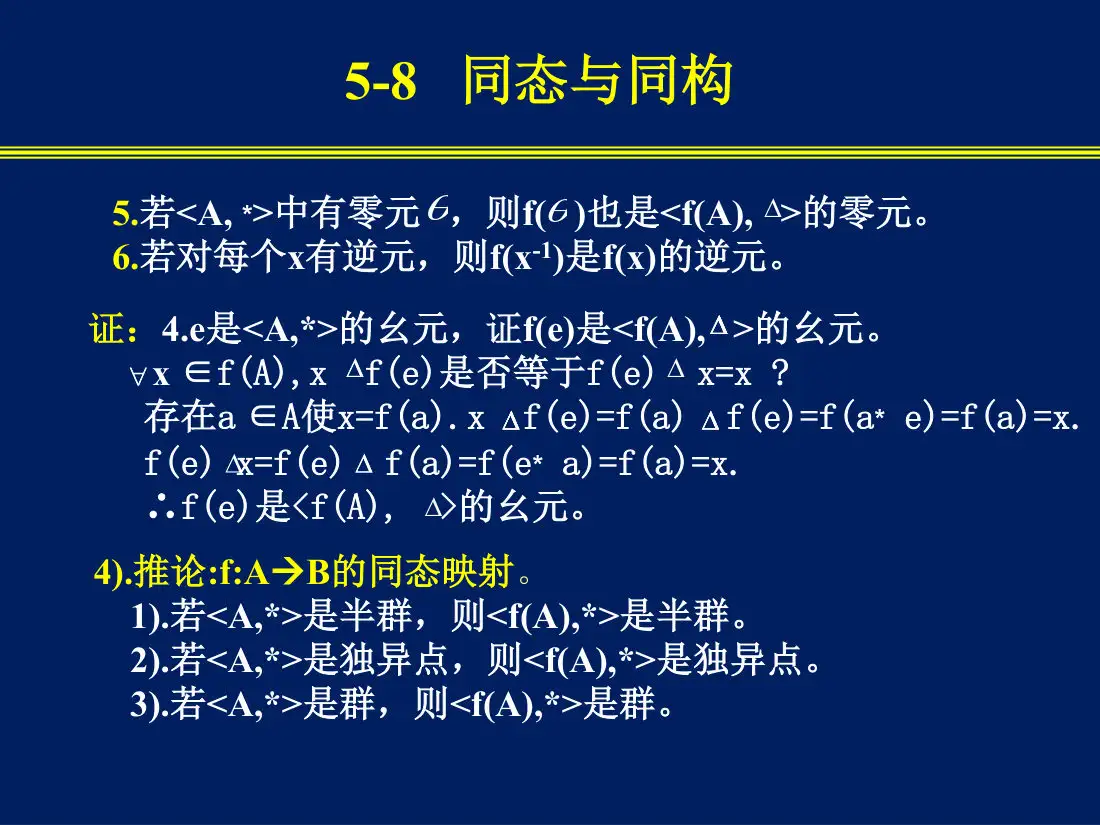 5-8 同态与同构
5.若<A, *>中有零元 6，则f(6)也是<f(A), Δ>的零元。
6.若对每个x有逆元，则f(x⁻¹)是f(x)的逆元。
证：4.e是<A,*>的幺元，证f(e)是<f(A),Δ>的幺元。
∀x∈f(A),x Δf(e)是否等于f(e)Δ x=x ?
存在a∈A使x=f(a). x Δf(e)=f(a) Δ f(e)=f(a* e)=f(a)=x.
f(e) Δx=f(e) Δ f(a)=f(e* a)=f(a)=x.
∴f(e)是<f(A), Δ>的幺元。
4).推论:f:A→B的同态映射。
1).若<A,*>是半群，则<f(A),*>是半群。
2).若<A,*>是独异点，则<f(A),*>是独异点。
3).若<A,*>是群，则<f(A),*>是群。